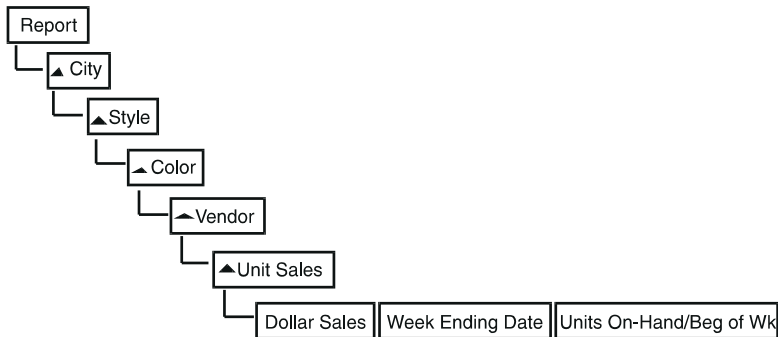 Report
City
Style
Color
Vendor
Unit Sales
Dollar Sales Week Ending Date Units On-Hand/Beg of Wk